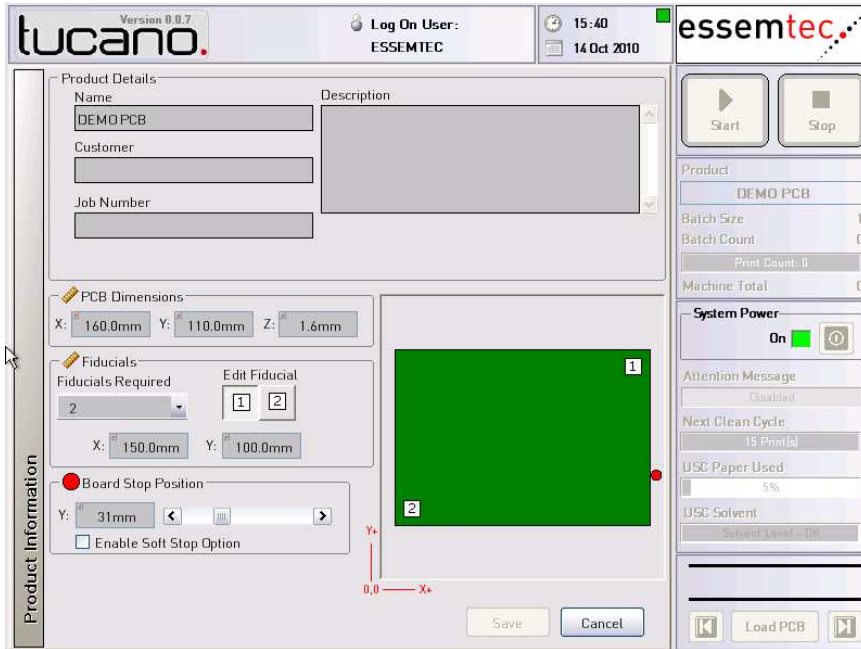 Version 0.0.7
tucano.
Log On User:
ESSEMTEC
15:40
14 Oct 2010
essemtec
Product Details
Name
DEMO PCB
Description
Customer
Job Number
PCB Dimensions
X: 160.0mm Y: 110.0mm Z: 1.6mm
Fiducials
Fiducials Required
Edit Fiducial
2
1 2
X: 150.0mm Y: 100.0mm
Board Stop Position
Y: 31mm
Enable Soft Stop Option
Product Information
1
2
Y+
0,0
X+
Save
Cancel
Start
Stop
Product
DEMO PCB
Batch Size
Batch Count
Print Count: 0
Machine Total
System Power
On
Attention Message
Disabled
Next Clean Cycle
15 Print(s)
USC Paper Used
5%
USC Solvent
Solvent Level - OK
Load PCB